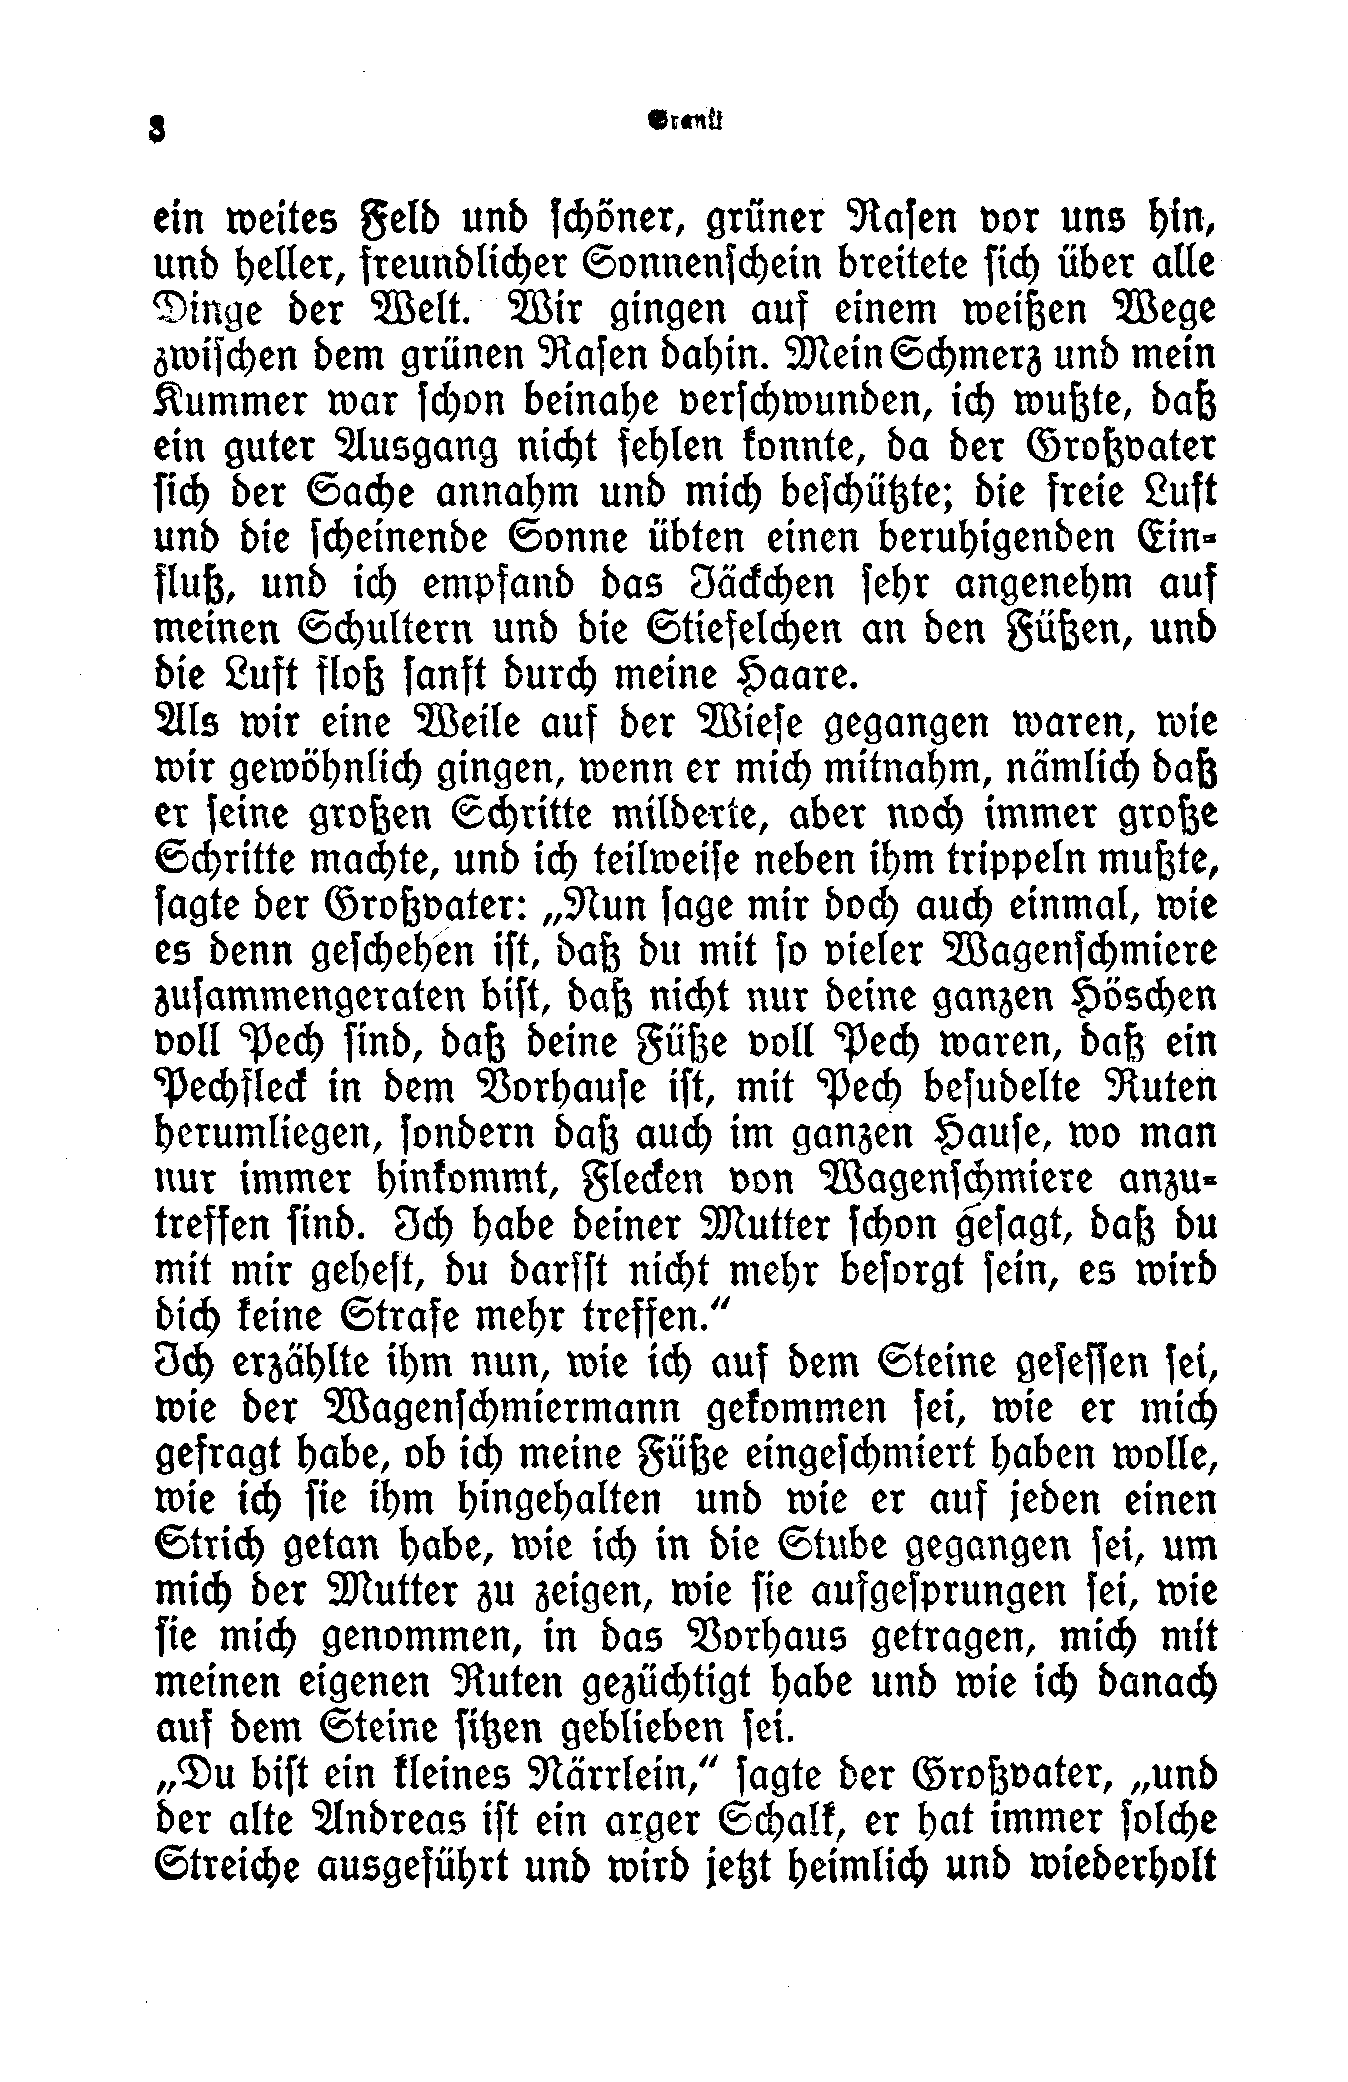 8
Granit
ein weites Feld und schöner, grüner Rasen vor uns hin,
und heller, freundlicher Sonnenschein breitete sich über alle
Dinge der Welt. Wir gingen auf einem weißen Wege
zwischen dem grünen Rasen dahin. Mein Schmerz und mein
Kummer war schon beinahe verschwunden, ich wußte, daß
ein guter Ausgang nicht fehlen konnte, da der Großvater
sich der Sache annahm und mich beschützte; die freie Luft
und die scheinende Sonne übten einen beruhigenden Ein-
fluß, und ich empfand das Jäckchen sehr angenehm auf
meinen Schultern und die Stiefelchen an den Füßen, und
die Luft floß sanft durch meine Haare.
Als wir eine Weile auf der Wiese gegangen waren, wie
wir gewöhnlich gingen, wenn er mich mitnahm, nämlich daß
er seine großen Schritte milderte, aber noch immer große
Schritte machte, und ich teilweise neben ihm trippeln mußte,
sagte der Großvater: „Nun sage mir doch auch einmal, wie
es denn geschehen ist, daß du mit so vieler Wagenschmiere
zusammengeraten bist, daß nicht nur deine ganzen Höschen
voll Pech sind, daß deine Füße voll Pech waren, daß ein
Pechfleck in dem Vorhause ist, mit Pech besudelte Ruten
herumliegen, sondern daß auch im ganzen Hause, wo man
nur immer hinkommt, Flecken von Wagenschmiere anzu-
treffen sind. Ich habe deiner Mutter schon gesagt, daß du
mit mir gehest, du darfst nicht mehr besorgt sein, es wird
dich keine Strafe mehr treffen.“
Ich erzählte ihm nun, wie ich auf dem Steine gesessen sei,
wie der Wagenschmiermann gekommen sei, wie er mich
gefragt habe, ob ich meine Füße eingeschmiert haben wolle,
wie ich sie ihm hingehalten und wie er auf jeden einen
Strich getan habe, wie ich in die Stube gegangen sei, um
mich der Mutter zu zeigen, wie sie aufgesprungen sei, wie
sie mich genommen, in das Vorhaus getragen, mich mit
meinen eigenen Ruten gezüchtigt habe und wie ich danach
auf dem Steine sitzen geblieben sei.
„Du bist ein kleines Närrlein,“ sagte der Großvater, „und
der alte Andreas ist ein arger Schalk, er hat immer solche
Streiche ausgeführt und wird jetzt heimlich und wiederholt